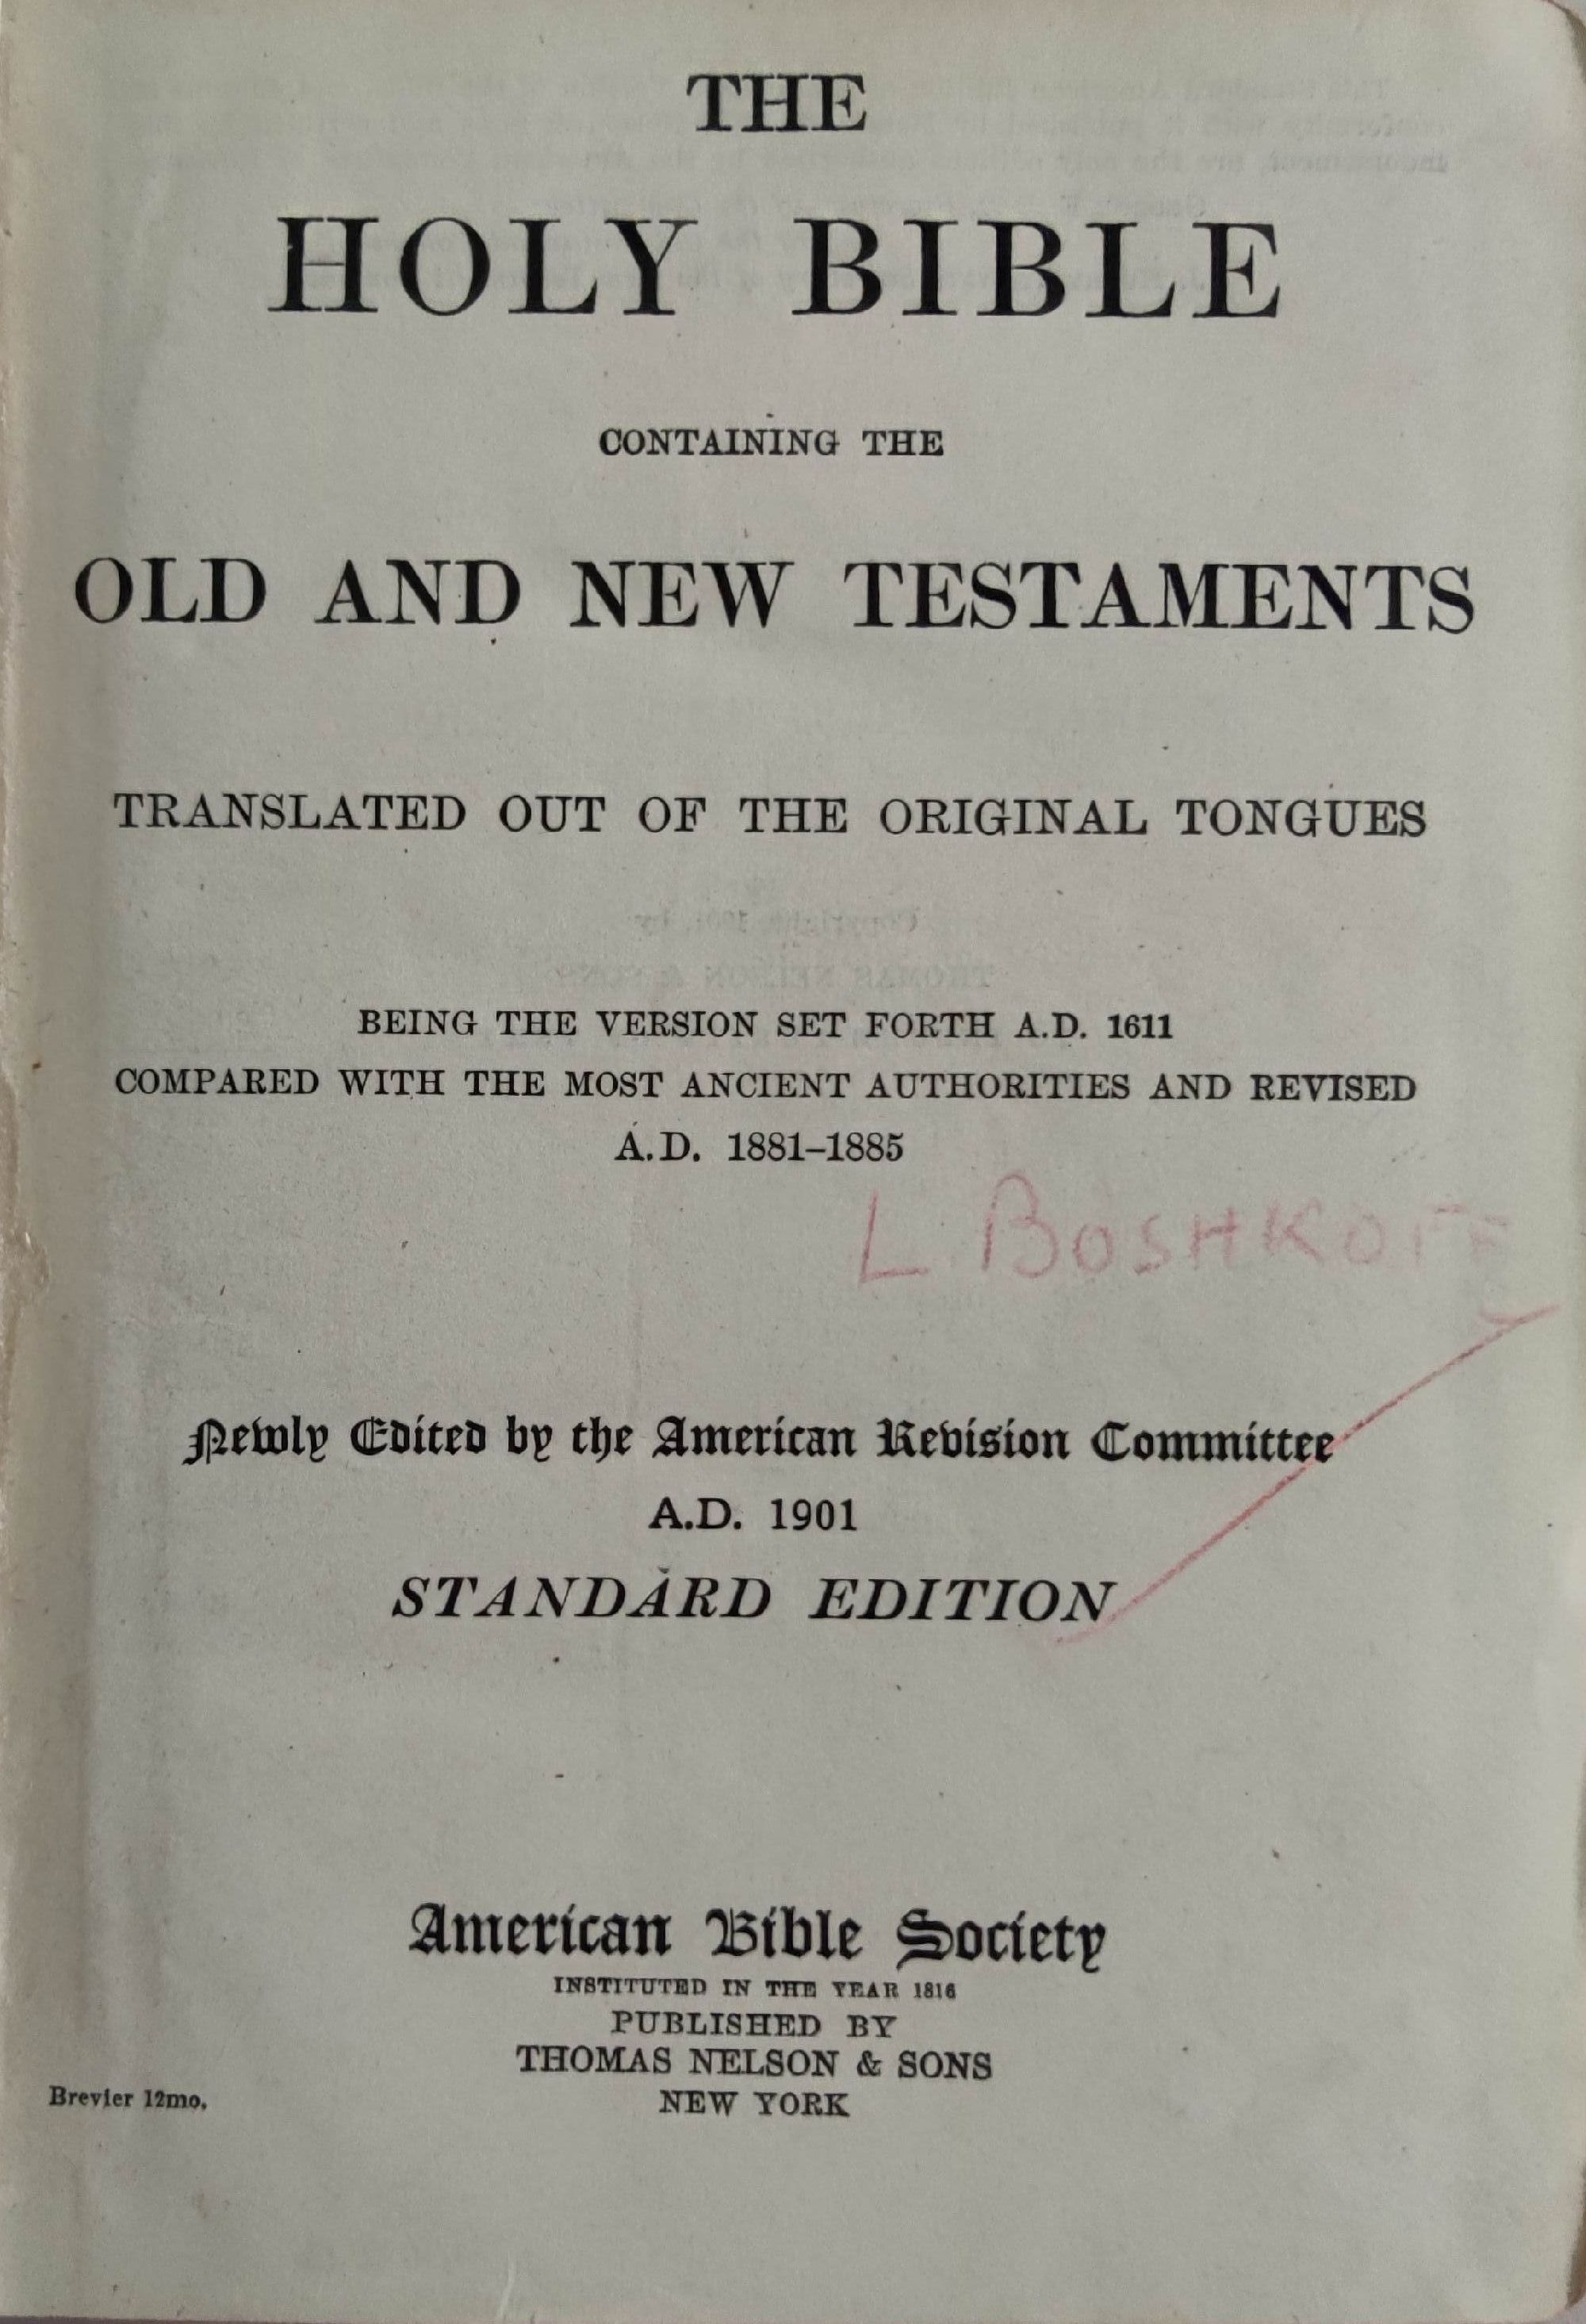 THE
HOLY BIBLE
CONTAINING THE
OLD AND NEW TESTAMENTS
TRANSLATED OUT OF THE ORIGINAL TONGUES
BEING THE VERSION SET FORTH A.D. 1611
COMPARED WITH THE MOST ANCIENT AUTHORITIES AND REVISED
A.D. 1881–1885
L. BOSHKOFF
Newly Edited by the American Revision Committee
A.D. 1901
STANDARD EDITION
American Bible Society
INSTITUTED IN THE YEAR 1816
PUBLISHED BY
THOMAS NELSON & SONS
NEW YORK
Brevier 12mo.